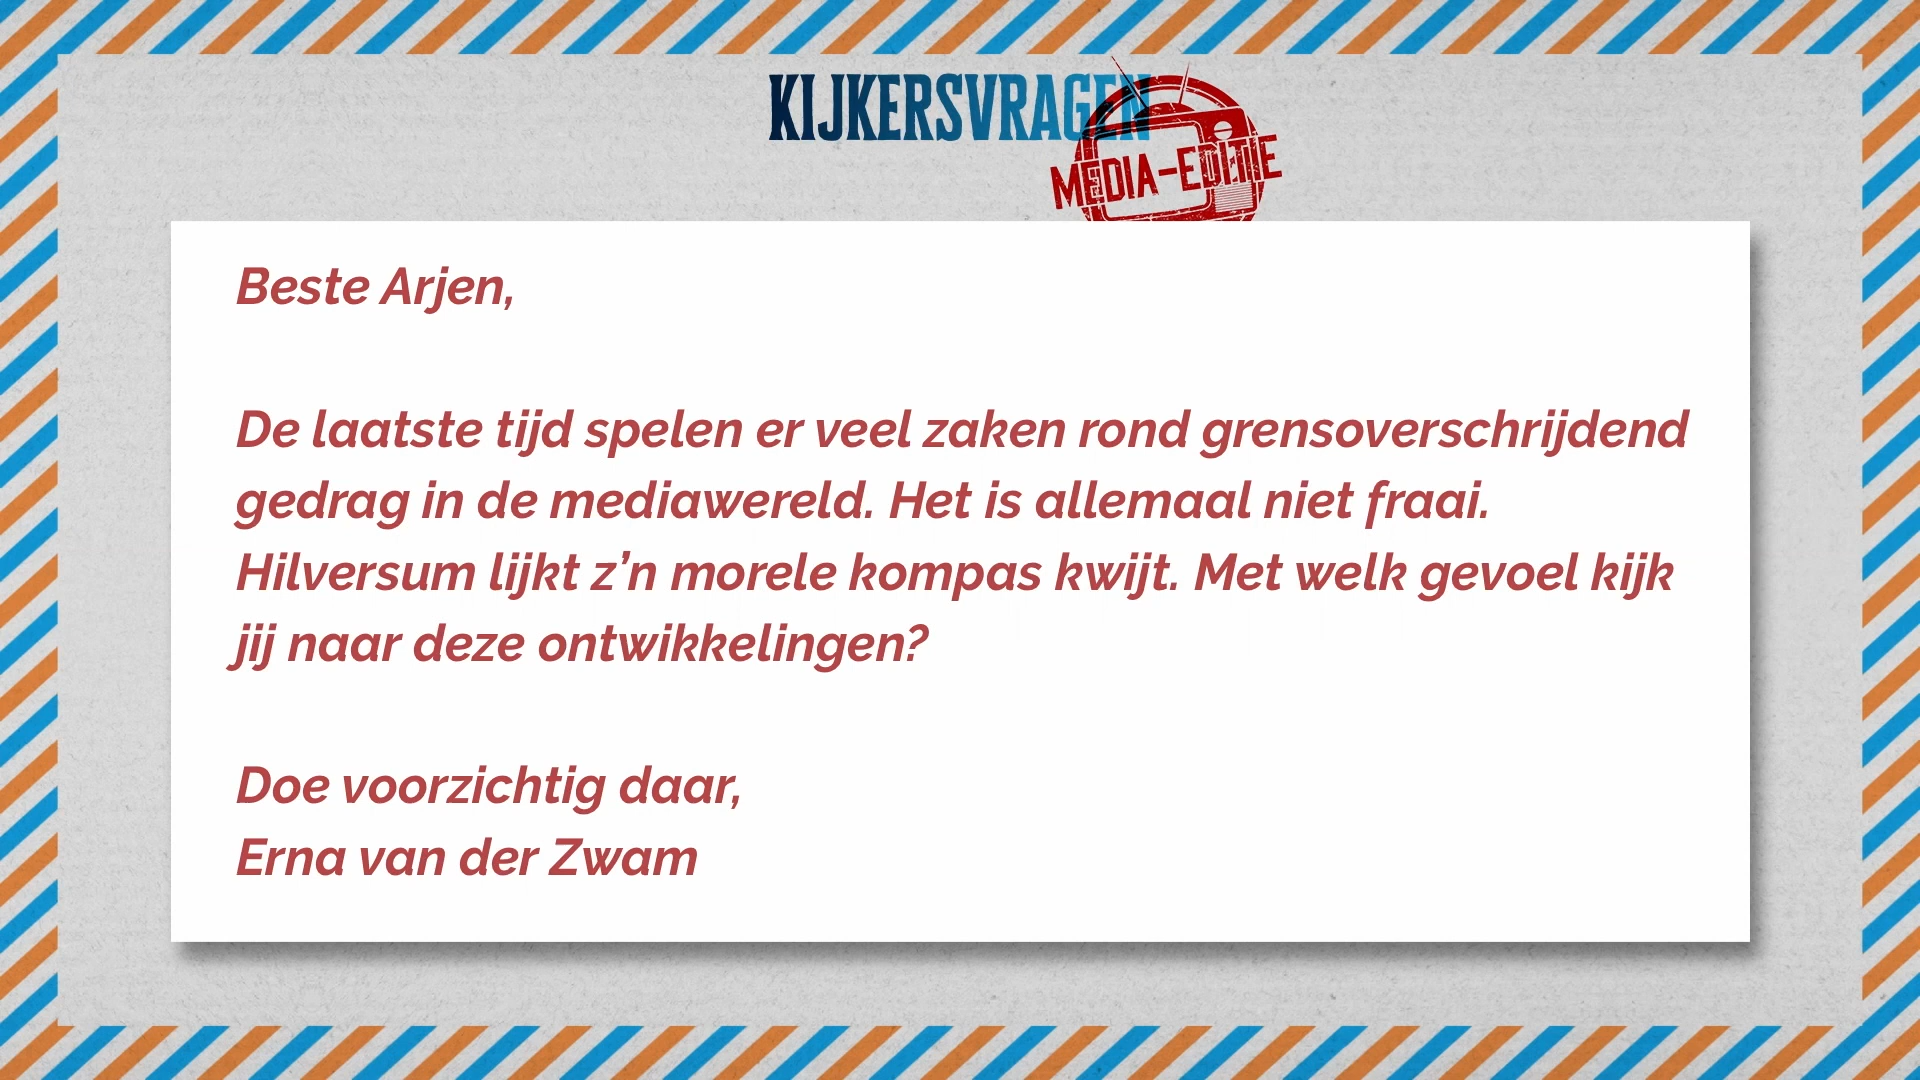 KIJKERSVRAGEN
MEDIA-EDITIE
Beste Arjen,
De laatste tijd spelen er veel zaken rond grensoverschrijdend
gedrag in de mediawereld. Het is allemaal niet fraai.
Hilversum lijkt z’n morele kompas kwijt. Met welk gevoel kijk
jij naar deze ontwikkelingen?
Doe voorzichtig daar,
Erna van der Zwam